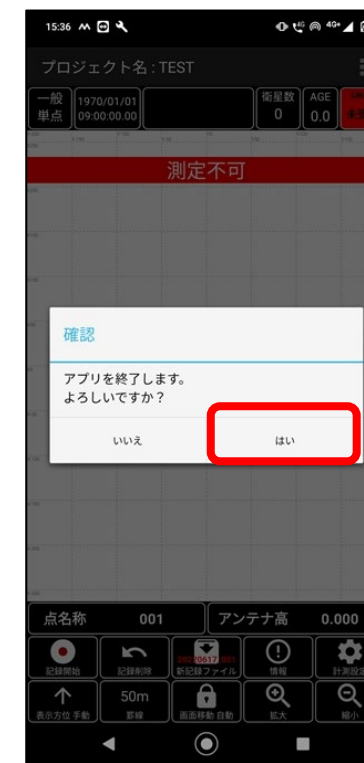 15:36
4G 4G+
プロジェクト名 : TEST
一般
単点
1970/01/01
09:00:00.00
衛星数
0
AGE
0.0
測定不可
確認
アプリを終了します。
よろしいですか？
いいえ
はい
点名称 001
アンテナ高 0.000
記録開始
記録削除
新記録ファイル
情報
計測設定
表示方位 手動
50m
罫線
画面移動 自動
拡大
縮小